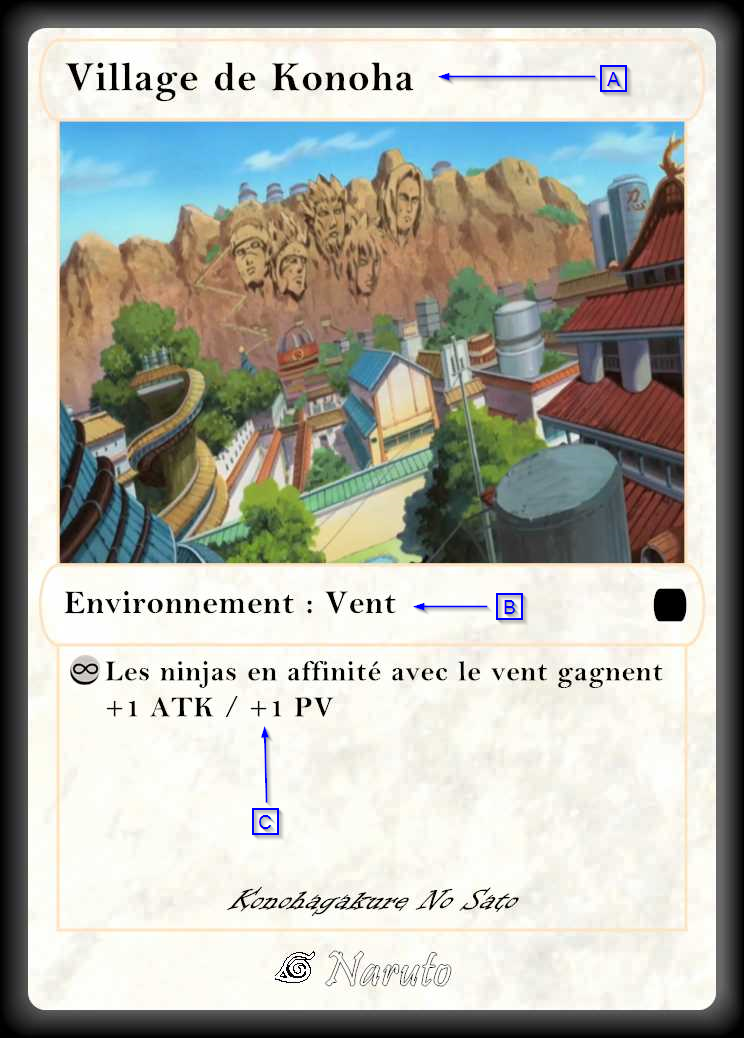 Village de Konoha
A
忍
Environnement : Vent
B
∞ Les ninjas en affinité avec le vent gagnent
+1 ATK / +1 PV
C
Konohagakure No Sato
Naruto